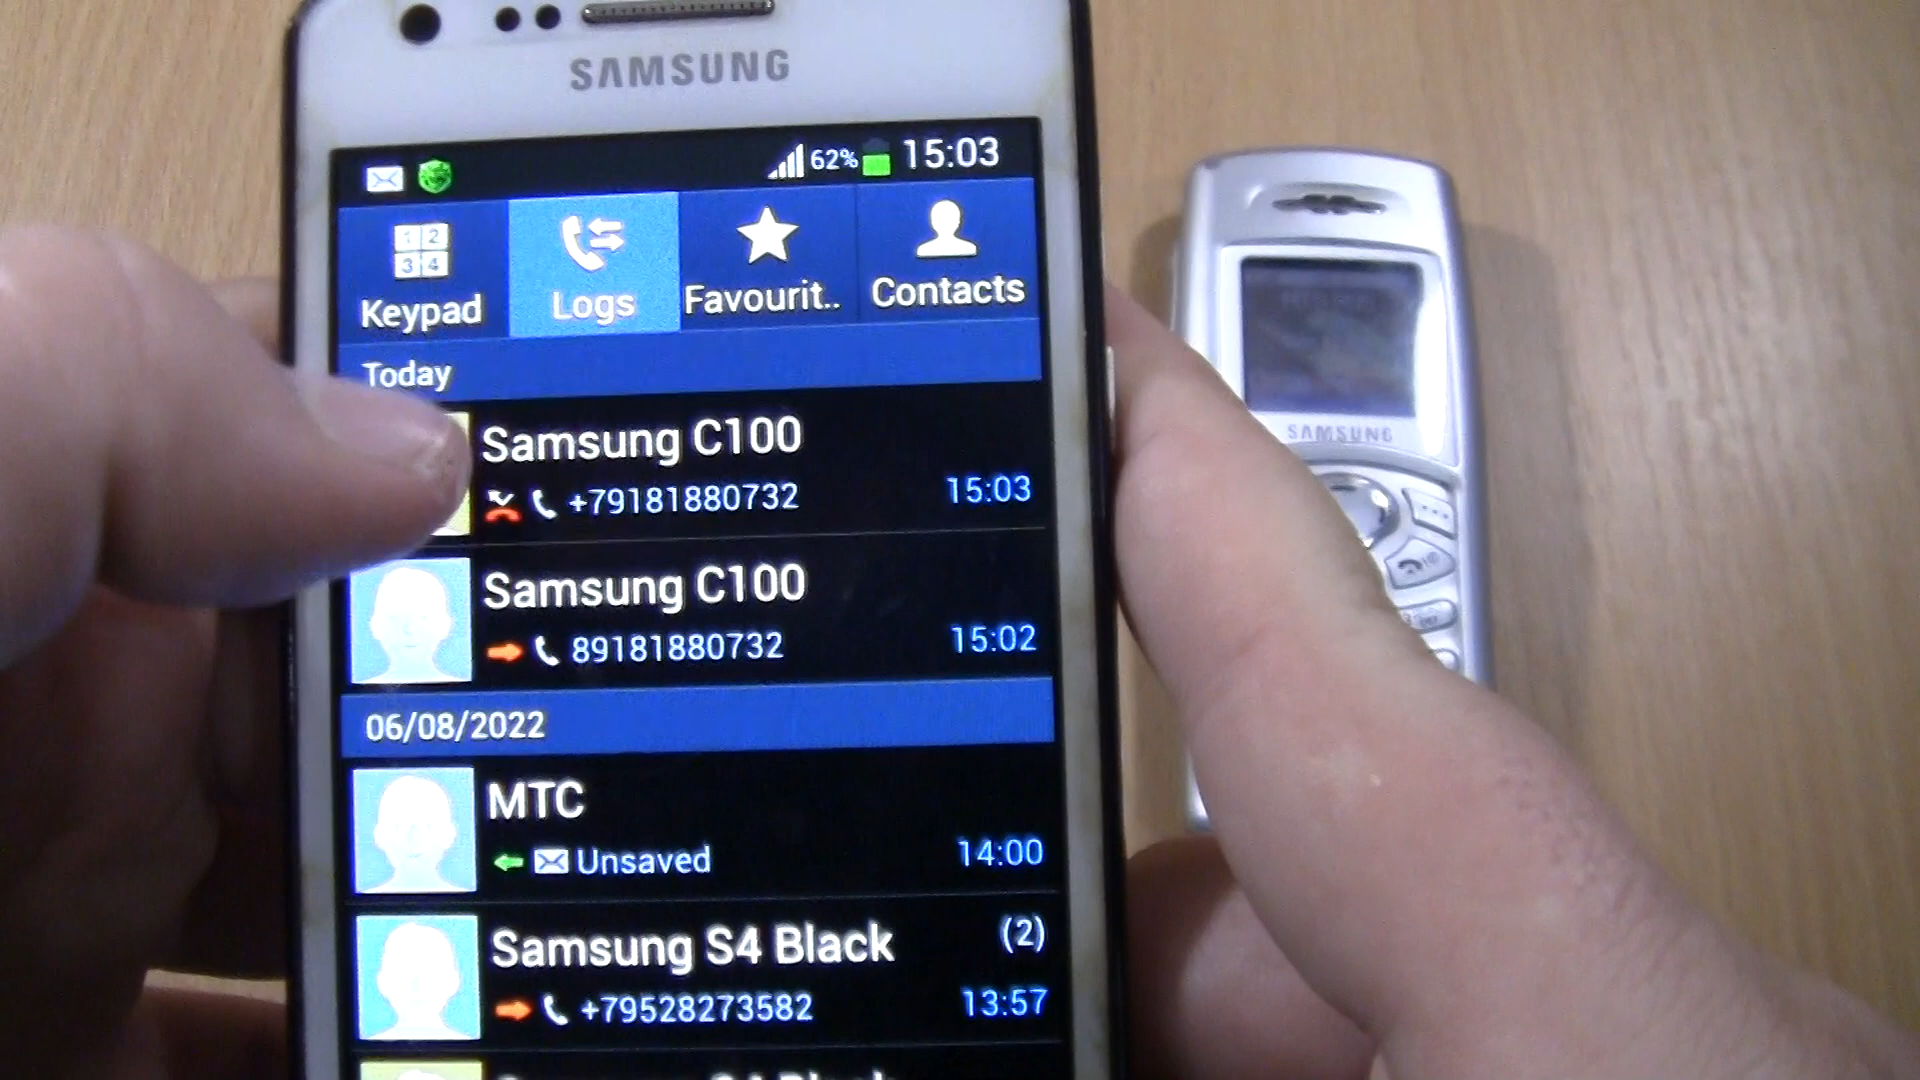 SAMSUNG
62% 15:03
Keypad Logs Favourit.. Contacts
Today
Samsung C100
+79181880732 15:03
Samsung C100
89181880732 15:02
06/08/2022
MTC
Unsaved 14:00
Samsung S4 Black (2)
+79528273582 13:57
SAMSUNG